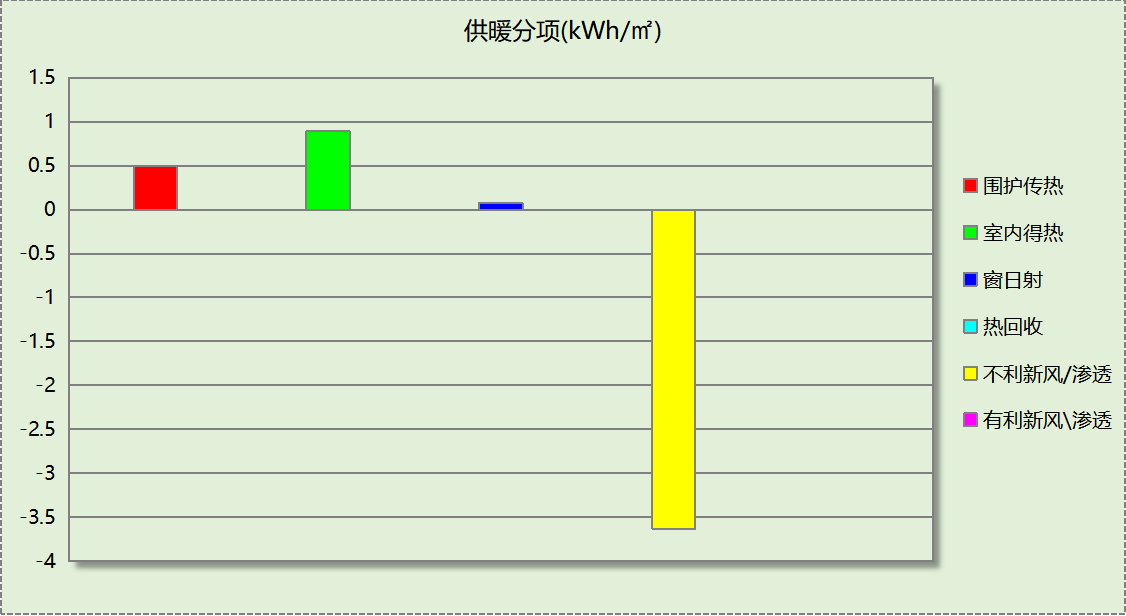 供暖分项(kWh/㎡)
1.5
1
0.5
0
-0.5
-1
-1.5
-2
-2.5
-3
-3.5
-4
围护传热
室内得热
窗日射
热回收
不利新风/渗透
有利新风\渗透